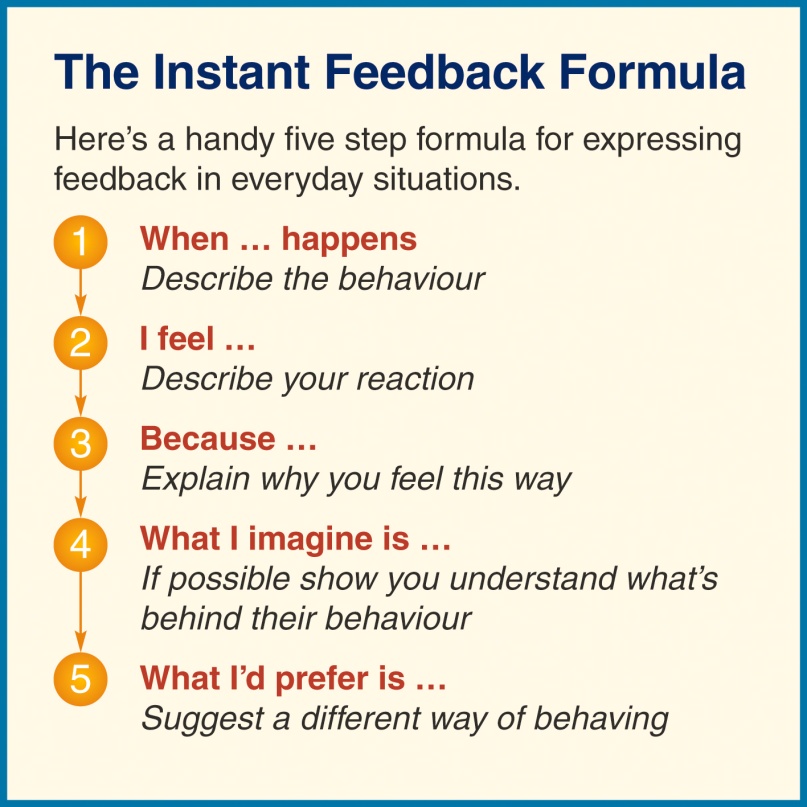 The Instant Feedback Formula
Here’s a handy five step formula for expressing
feedback in everyday situations.
1 When … happens
Describe the behaviour
2 I feel …
Describe your reaction
3 Because …
Explain why you feel this way
4 What I imagine is …
If possible show you understand what’s
behind their behaviour
5 What I’d prefer is …
Suggest a different way of behaving